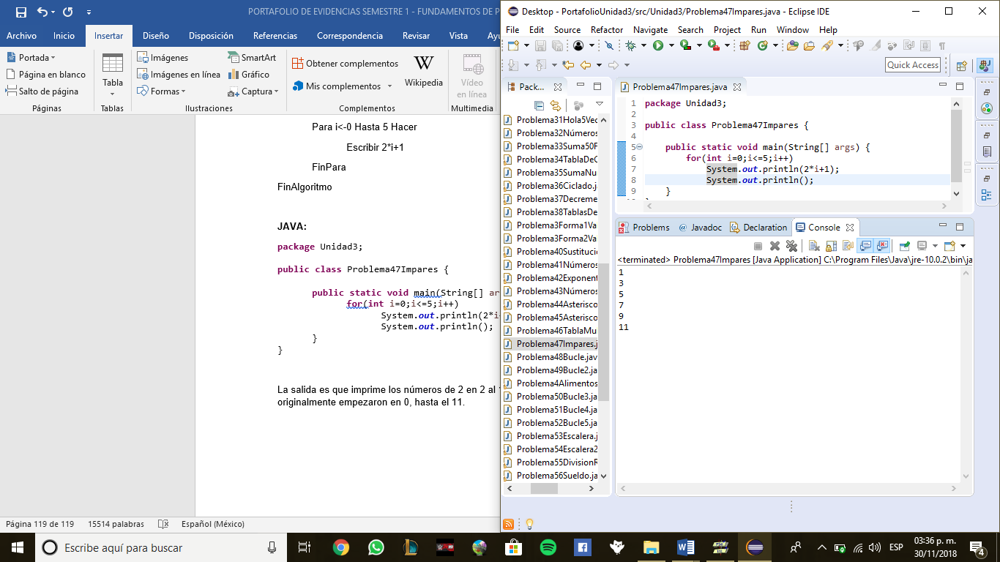 PORTAFOLIO DE EVIDENCIAS SEMESTRE 1 - FUNDAMENTOS DE P
Archivo Inicio Insertar Diseño Disposición Referencias Correspondencia Revisar Vista Ayu
Portada
Página en blanco
Salto de página
Páginas
Tabla
Tablas
Imágenes
Imágenes en línea
Formas
SmartArt
Gráfico
Captura
Ilustraciones
Obtener complementos
Mis complementos
W
Wikipedia
Complementos
Vídeo
en línea
Multimedia
Para i<-0 Hasta 5 Hacer
Escribir 2*i+1
FinPara
FinAlgoritmo
JAVA:
package Unidad3;
public class Problema47Impares {
public static void main(String[] ar
for(int i=0;i<=5;i++)
System.out.println(2*i+
System.out.println();
}
}
La salida es que imprime los números de 2 en 2 al
originalmente empezaron en 0, hasta el 11.
Página 119 de 119 15514 palabras Español (México)
Desktop - PortafolioUnidad3/src/Unidad3/Problema47Impares.java - Eclipse IDE
File Edit Source Refactor Navigate Search Project Run Window Help
Quick Access
Pack...
Problema31Hola5Vec
Problema32Números
Problema33Suma50F
Problema34TablaDeC
Problema35SumaNu
Problema36Ciclado.j
Problema37Decreme
Problema38TablasDe
Problema3Forma1Va
Problema3Forma2Va
Problema40Sustituci
Problema41Números
Problema42Exponent
Problema43Números
Problema44Asterisco
Problema45Asterisco
Problema46TablaMu
Problema47Impares.j
Problema48Bucle.jav
Problema49Bucle2.ja
Problema4Alimentos
Problema50Bucle3.ja
Problema51Bucle4.ja
Problema52Bucle5.ja
Problema53Escalera.j
Problema54Escalera2
Problema55DivisionR
Problema56Sueldo.ja
Problema47Impares.java
1 package Unidad3;
2
3 public class Problema47Impares {
4
5 public static void main(String[] args) {
6 for(int i=0;i<=5;i++)
7 System.out.println(2*i+1);
8 System.out.println();
9 }
Problems @ Javadoc Declaration Console
<terminated> Problema47Impares [Java Application] C:\Program Files\Java\jre-10.0.2\bin\ja
1
3
5
7
9
11
Escribe aquí para buscar
ESP
03:36 p. m.
30/11/2018
4